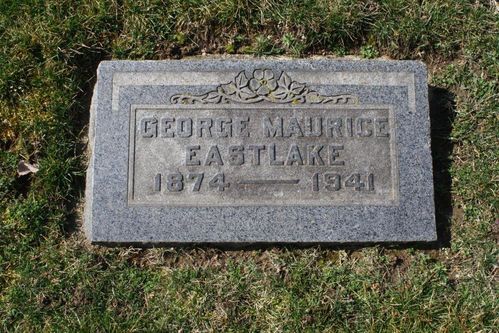 GEORGE MAURICE
EASTLAKE
1874 — 1941